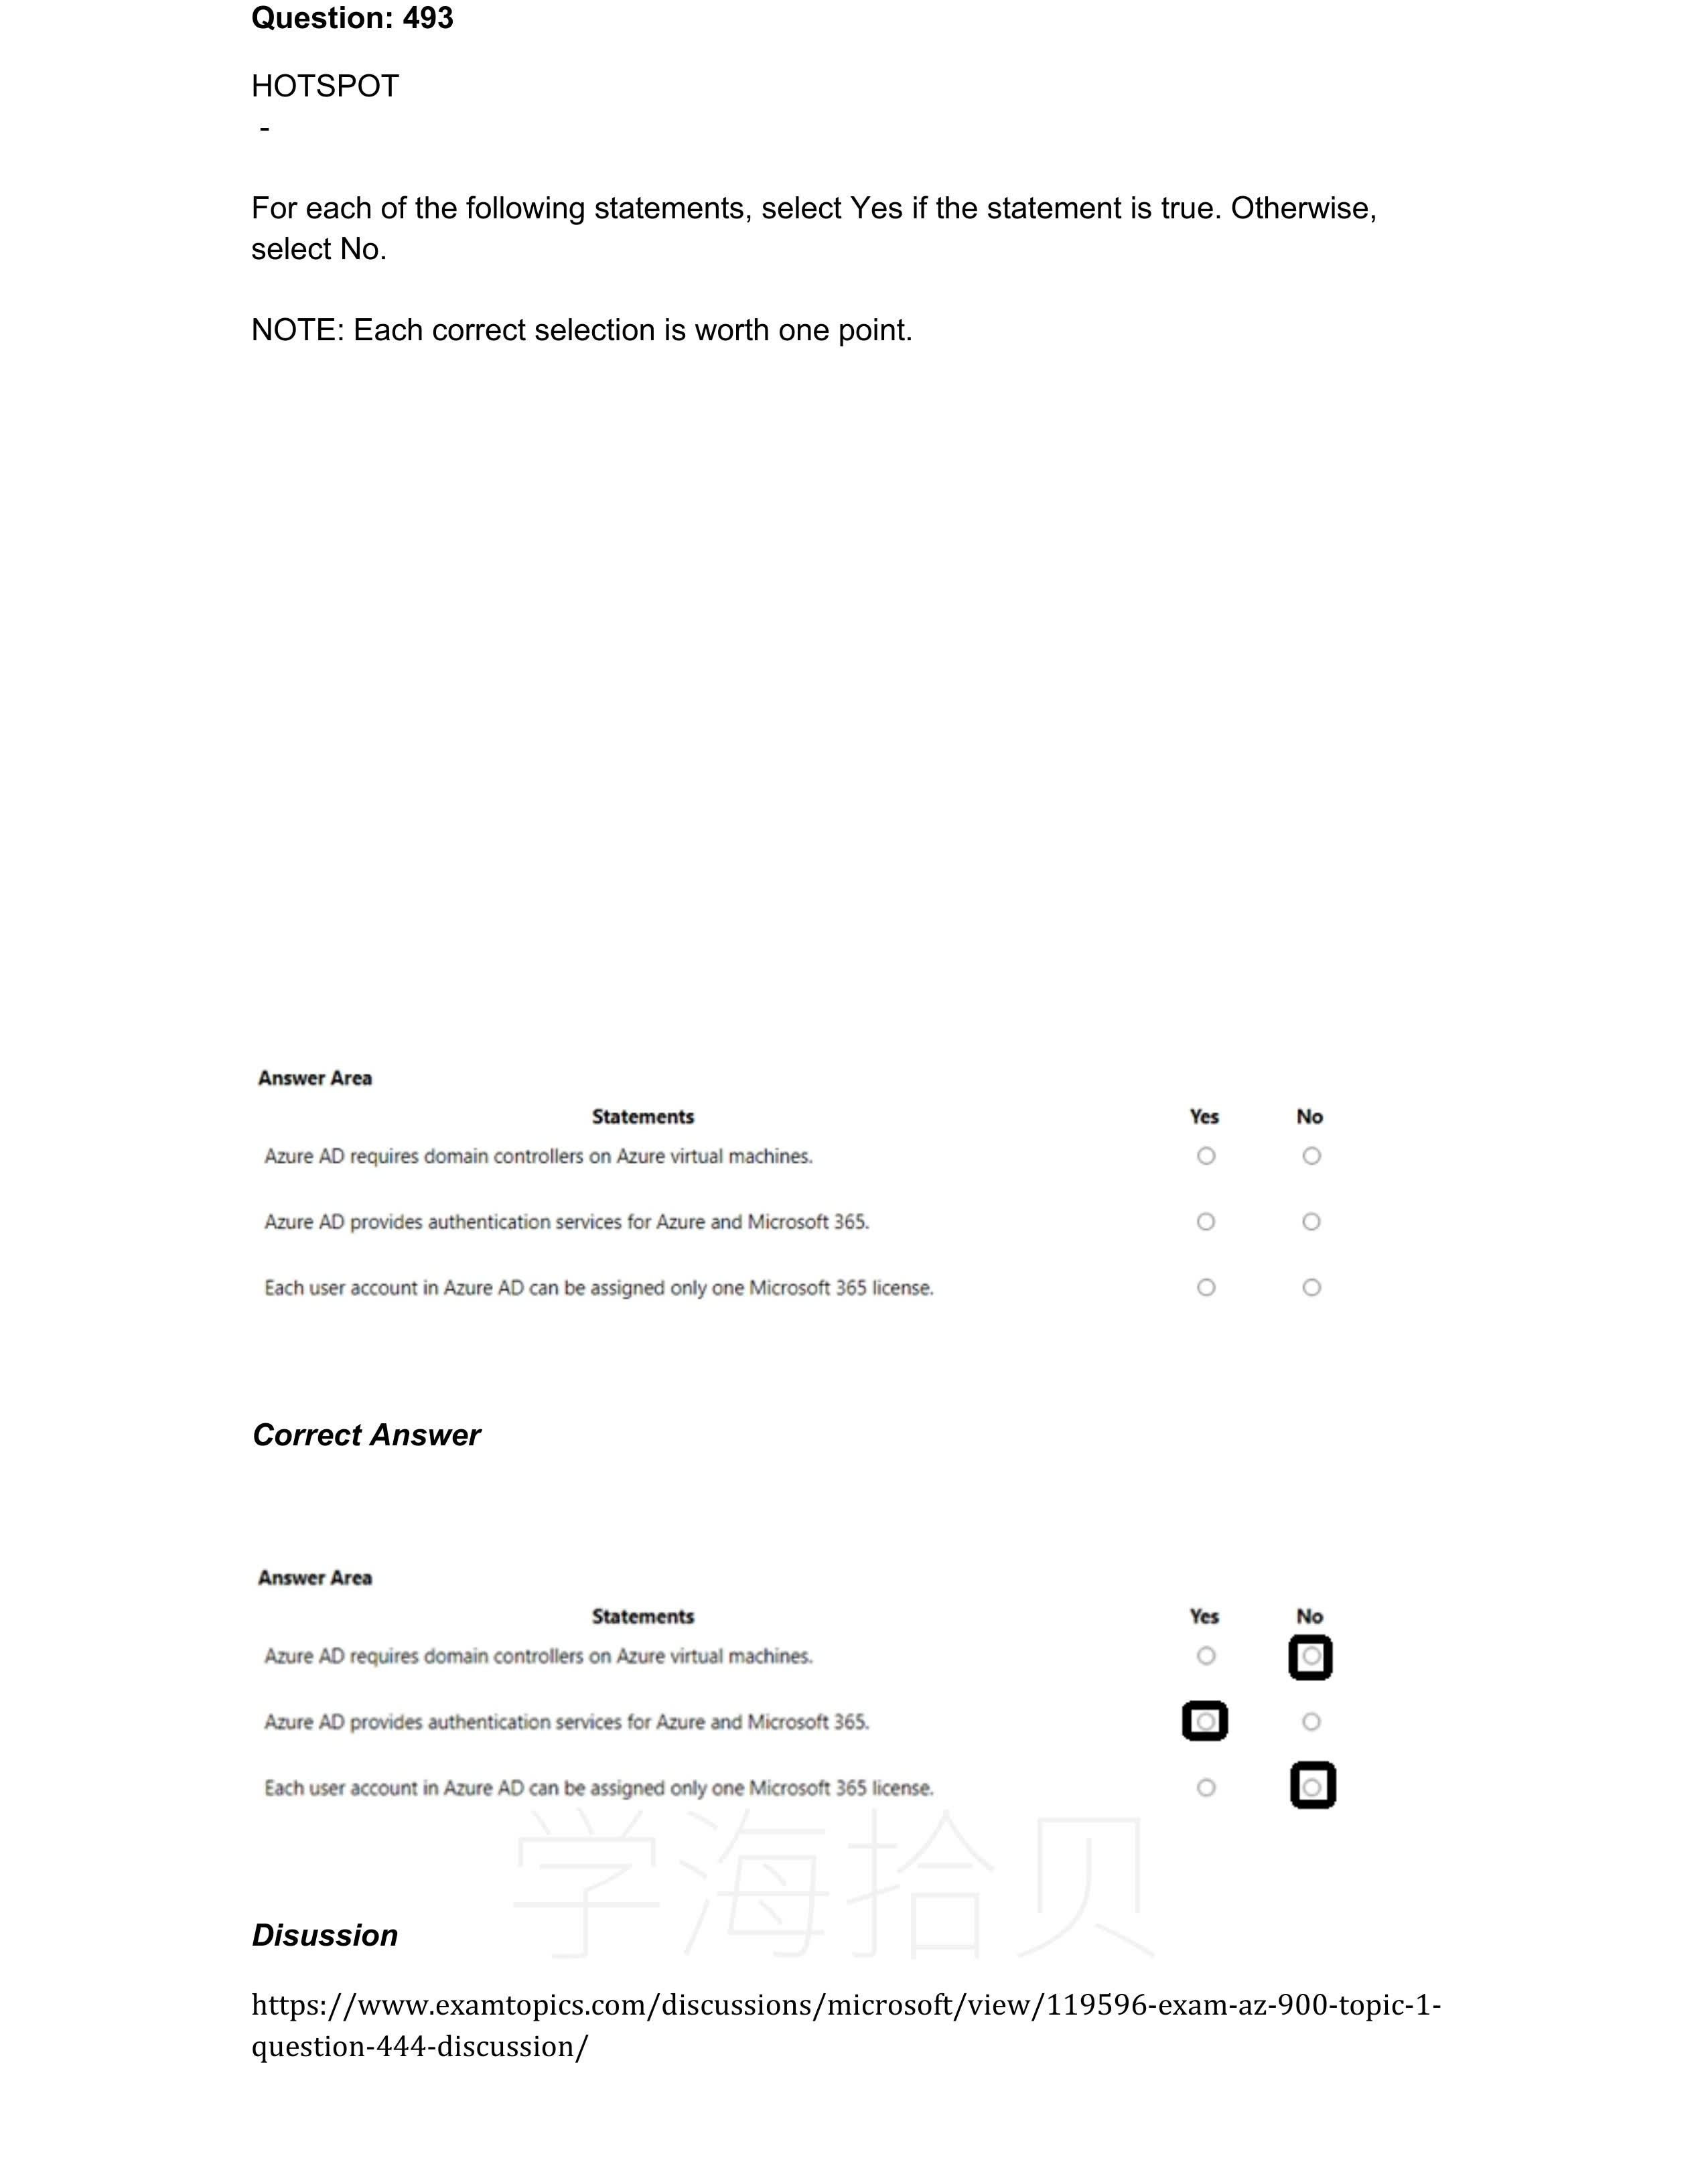 Question: 493
HOTSPOT
-
For each of the following statements, select Yes if the statement is true. Otherwise,
select No.
NOTE: Each correct selection is worth one point.
Answer Area
Statements Yes No
Azure AD requires domain controllers on Azure virtual machines.
Azure AD provides authentication services for Azure and Microsoft 365.
Each user account in Azure AD can be assigned only one Microsoft 365 license.
Correct Answer
Answer Area
Statements Yes No
Azure AD requires domain controllers on Azure virtual machines.
Azure AD provides authentication services for Azure and Microsoft 365.
Each user account in Azure AD can be assigned only one Microsoft 365 license.
学海拾贝
Disussion
https://www.examtopics.com/discussions/microsoft/view/119596-exam-az-900-topic-1-
question-444-discussion/